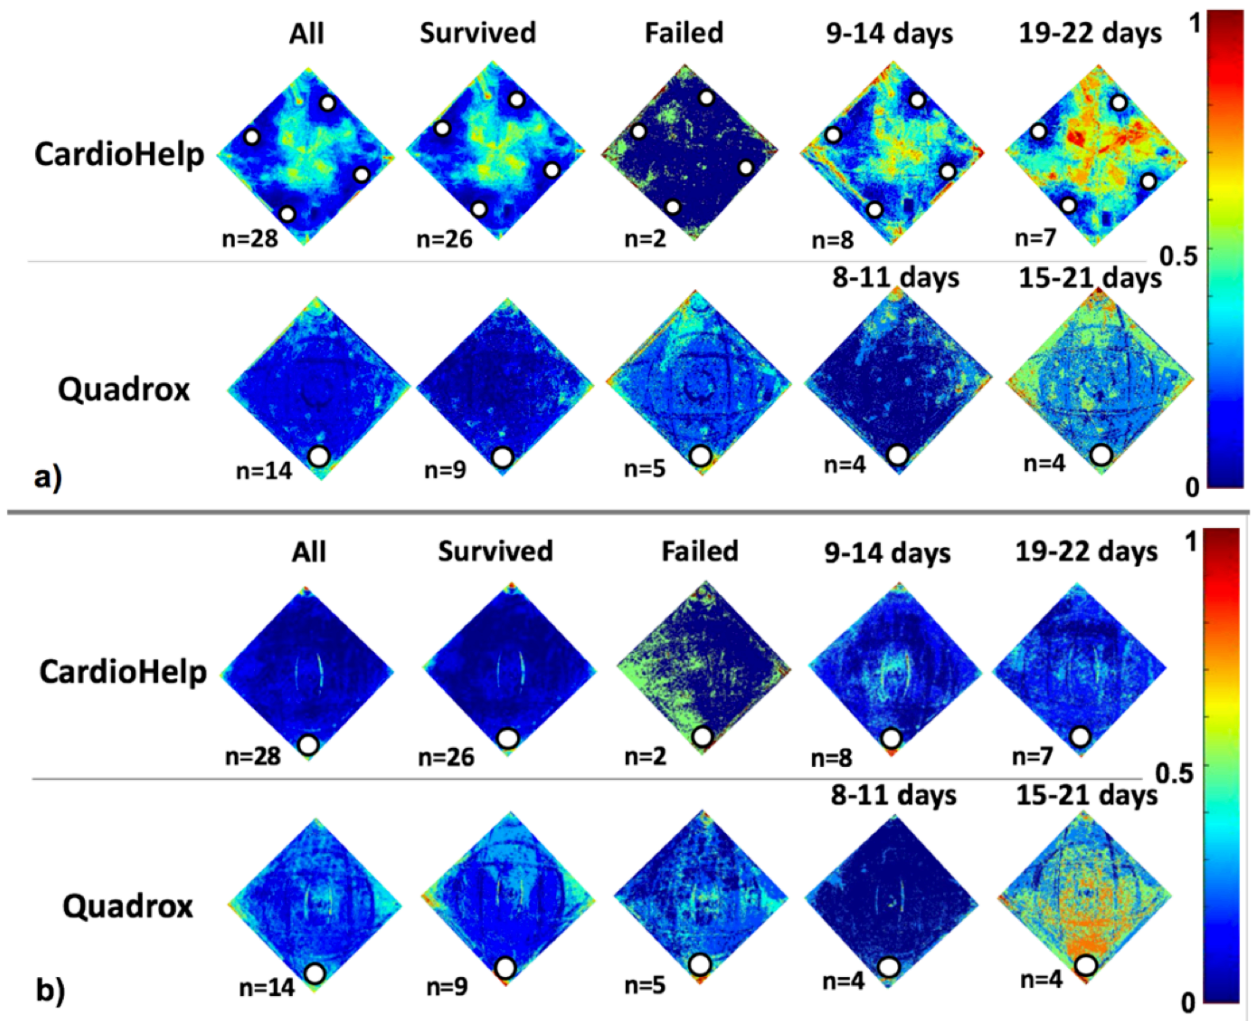 All Survived Failed 9-14 days 19-22 days 1
CardioHelp
n=28 n=26 n=2 n=8 n=7
0.5
8-11 days 15-21 days
Quadrox
n=14 n=9 n=5 n=4 n=4
a) 0
All Survived Failed 9-14 days 19-22 days 1
CardioHelp
n=28 n=26 n=2 n=8 n=7
0.5
8-11 days 15-21 days
Quadrox
n=14 n=9 n=5 n=4 n=4
b) 0